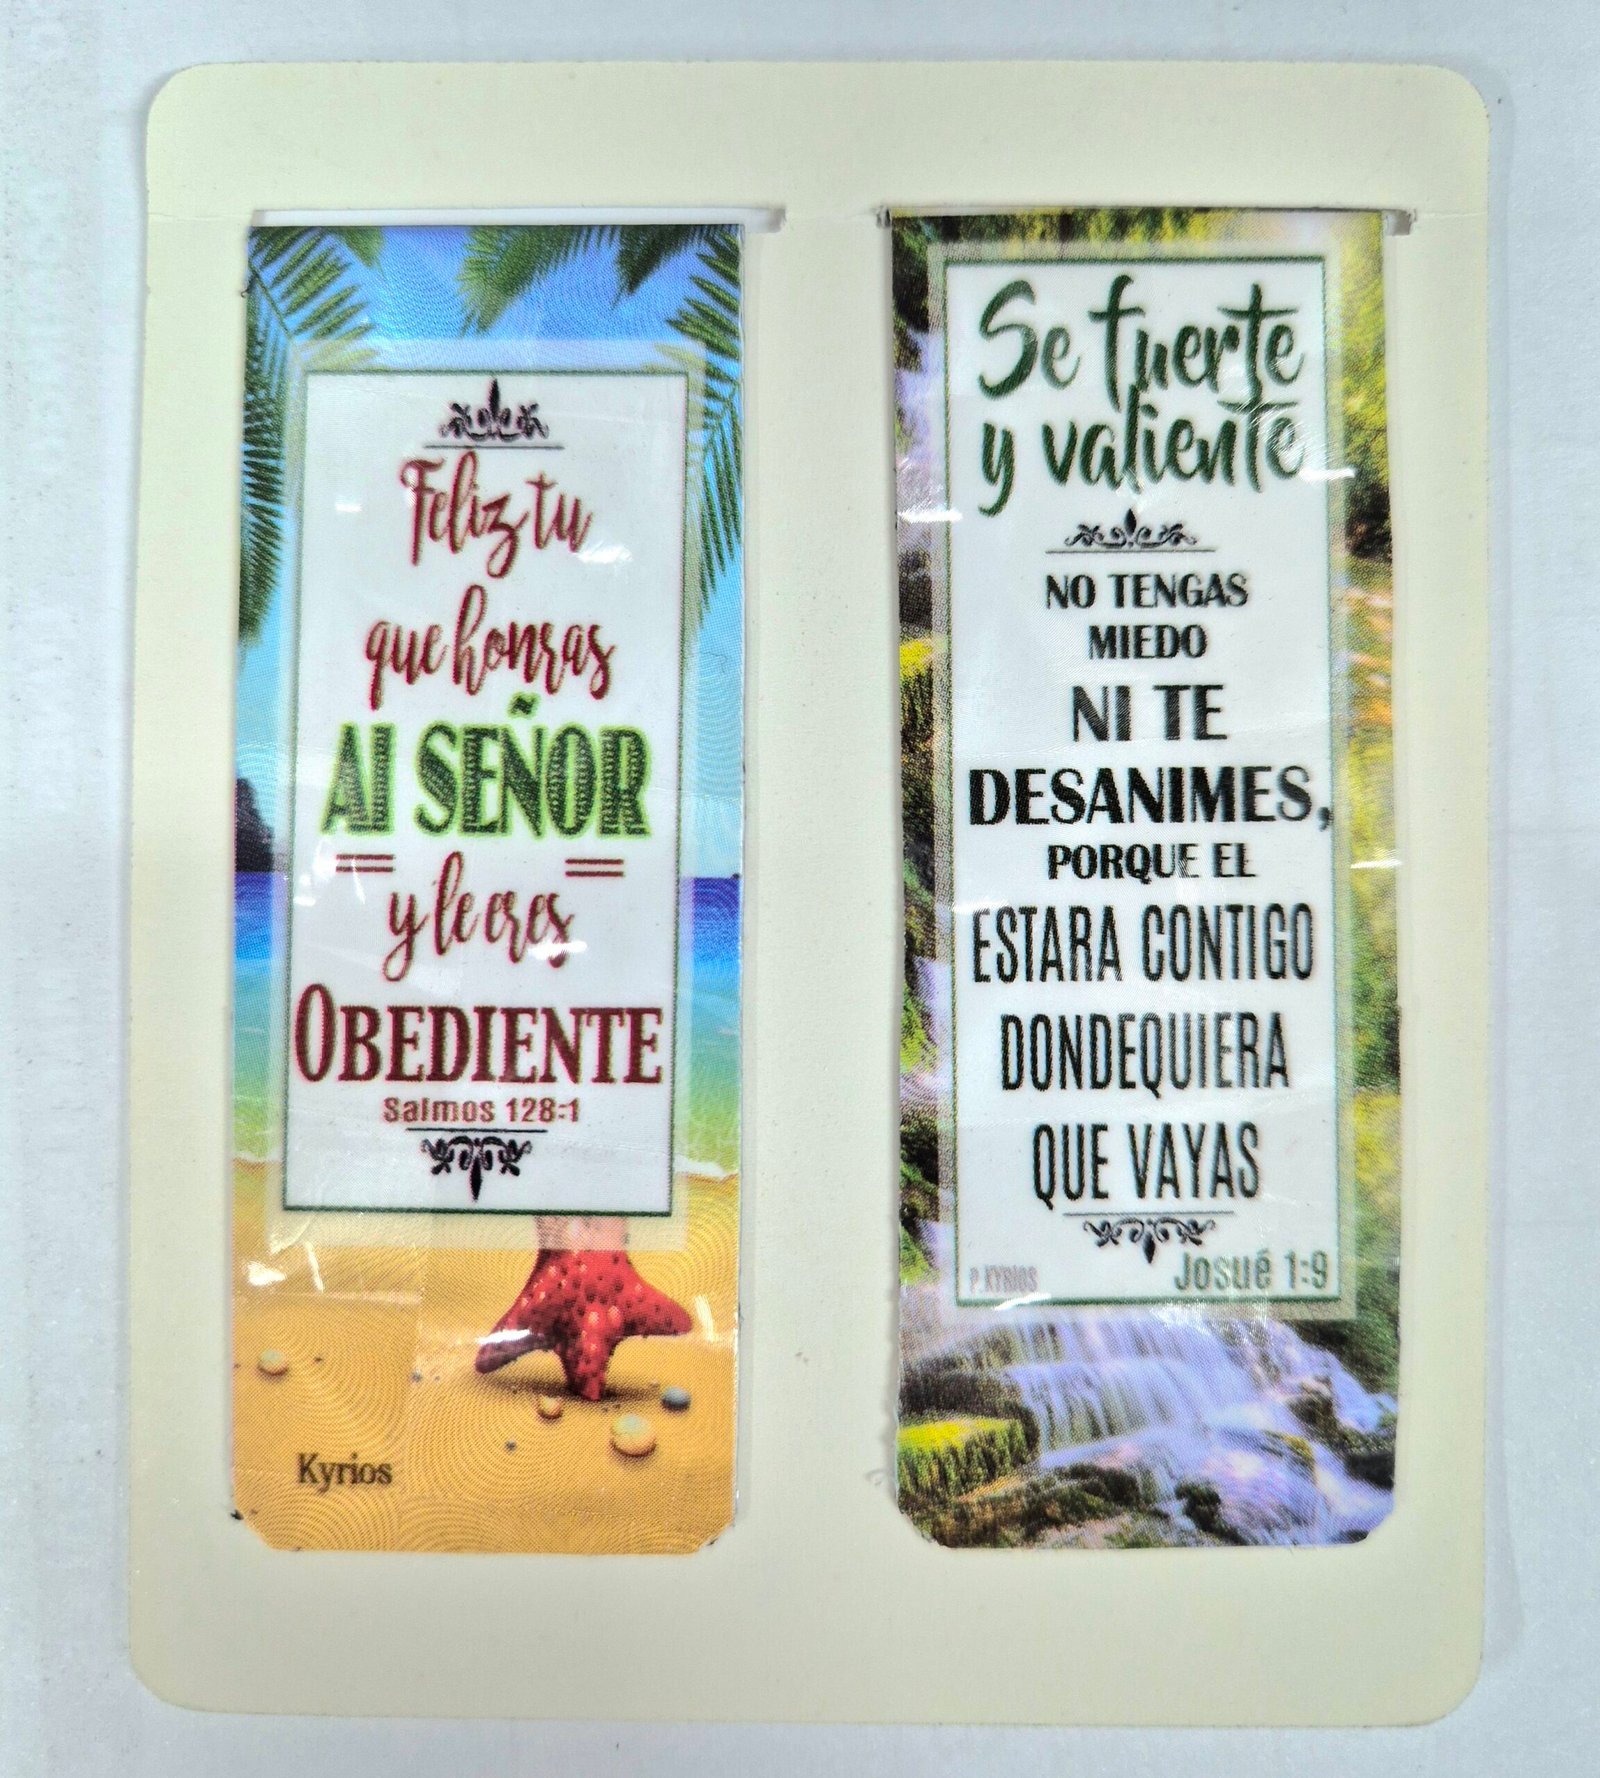 Feliz tu
que honras
Al SEÑOR
y le eres
OBEDIENTE
Salmos 128:1
Kyrios
Se fuerte
y valiente
NO TENGAS
MIEDO
NI TE
DESANIMES,
PORQUE EL
ESTARA CONTIGO
DONDEQUIERA
QUE VAYAS
P.KYRIOS
Josué 1:9